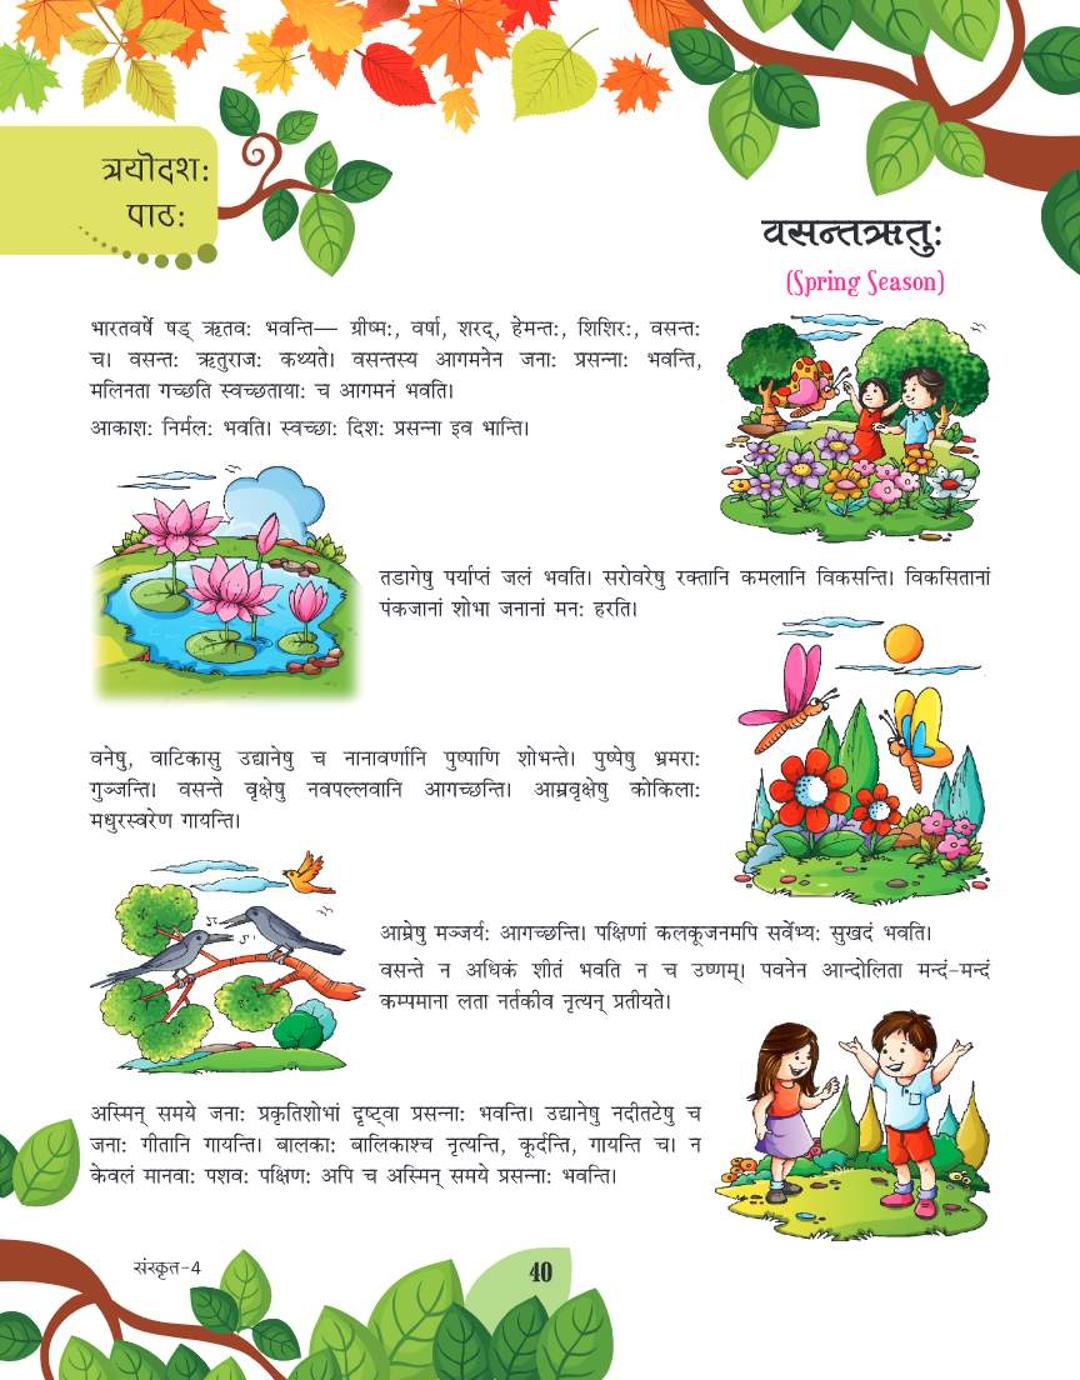 त्रयोदशः
पाठः
वसन्तऋतुः
(Spring Season)
भारतवर्षे षड् ऋतवः भवन्ति— ग्रीष्मः, वर्षा, शरद्, हेमन्तः, शिशिरः, वसन्तः
च। वसन्तः ऋतुराजः कथ्यते। वसन्तस्य आगमनेन जनाः प्रसन्नाः भवन्ति,
मलिनता गच्छति स्वच्छतायाः च आगमनं भवति।
आकाशः निर्मलः भवति। स्वच्छाः दिशः प्रसन्ना इव भान्ति।
तडागेषु पर्याप्तं जलं भवति। सरोवरेषु रक्तानि कमलानि विकसन्ति। विकसितानां
पंकजानां शोभा जनानां मनः हरति।
वनेषु, वाटिकासु उद्यानेषु च नानावर्णानि पुष्पाणि शोभन्ते। पुष्पेषु भ्रमराः
गुञ्जन्ति। वसन्ते वृक्षेषु नवपल्लवानि आगच्छन्ति। आम्रवृक्षेषु कोकिलाः
मधुरस्वरेण गायन्ति।
आम्रेषु मञ्जर्यः आगच्छन्ति। पक्षिणां कलकूजनमपि सर्वेभ्यः सुखदं भवति।
वसन्ते न अधिकं शीतं भवति न च उष्णम्। पवनेन आन्दोलिता मन्दं-मन्दं
कम्पमाना लता नर्तकीव नृत्यन् प्रतीयते।
अस्मिन् समये जनाः प्रकृतिशोभां दृष्ट्वा प्रसन्नाः भवन्ति। उद्यानेषु नदीतटेषु च
जनाः गीतानि गायन्ति। बालकाः बालिकाश्च नृत्यन्ति, कूर्दन्ति, गायन्ति च। न
केवलं मानवाः पशवः पक्षिणः अपि च अस्मिन् समये प्रसन्नाः भवन्ति।
संस्कृत-4
40